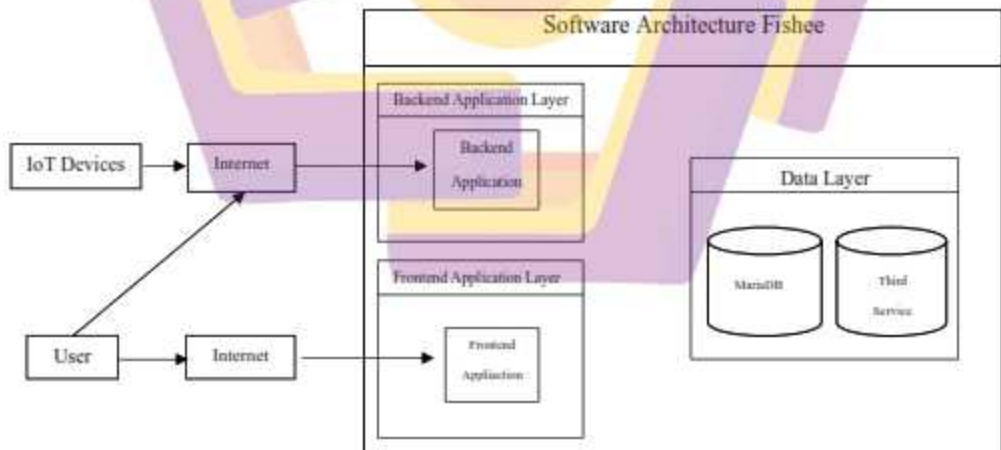 Software Architecture Fishee
Backend Application Layer
Backend
Application
IoT Devices
Internet
Data Layer
MariaDB
Third
Service
Frontend Application Layer
Frontend
Application
User
Internet